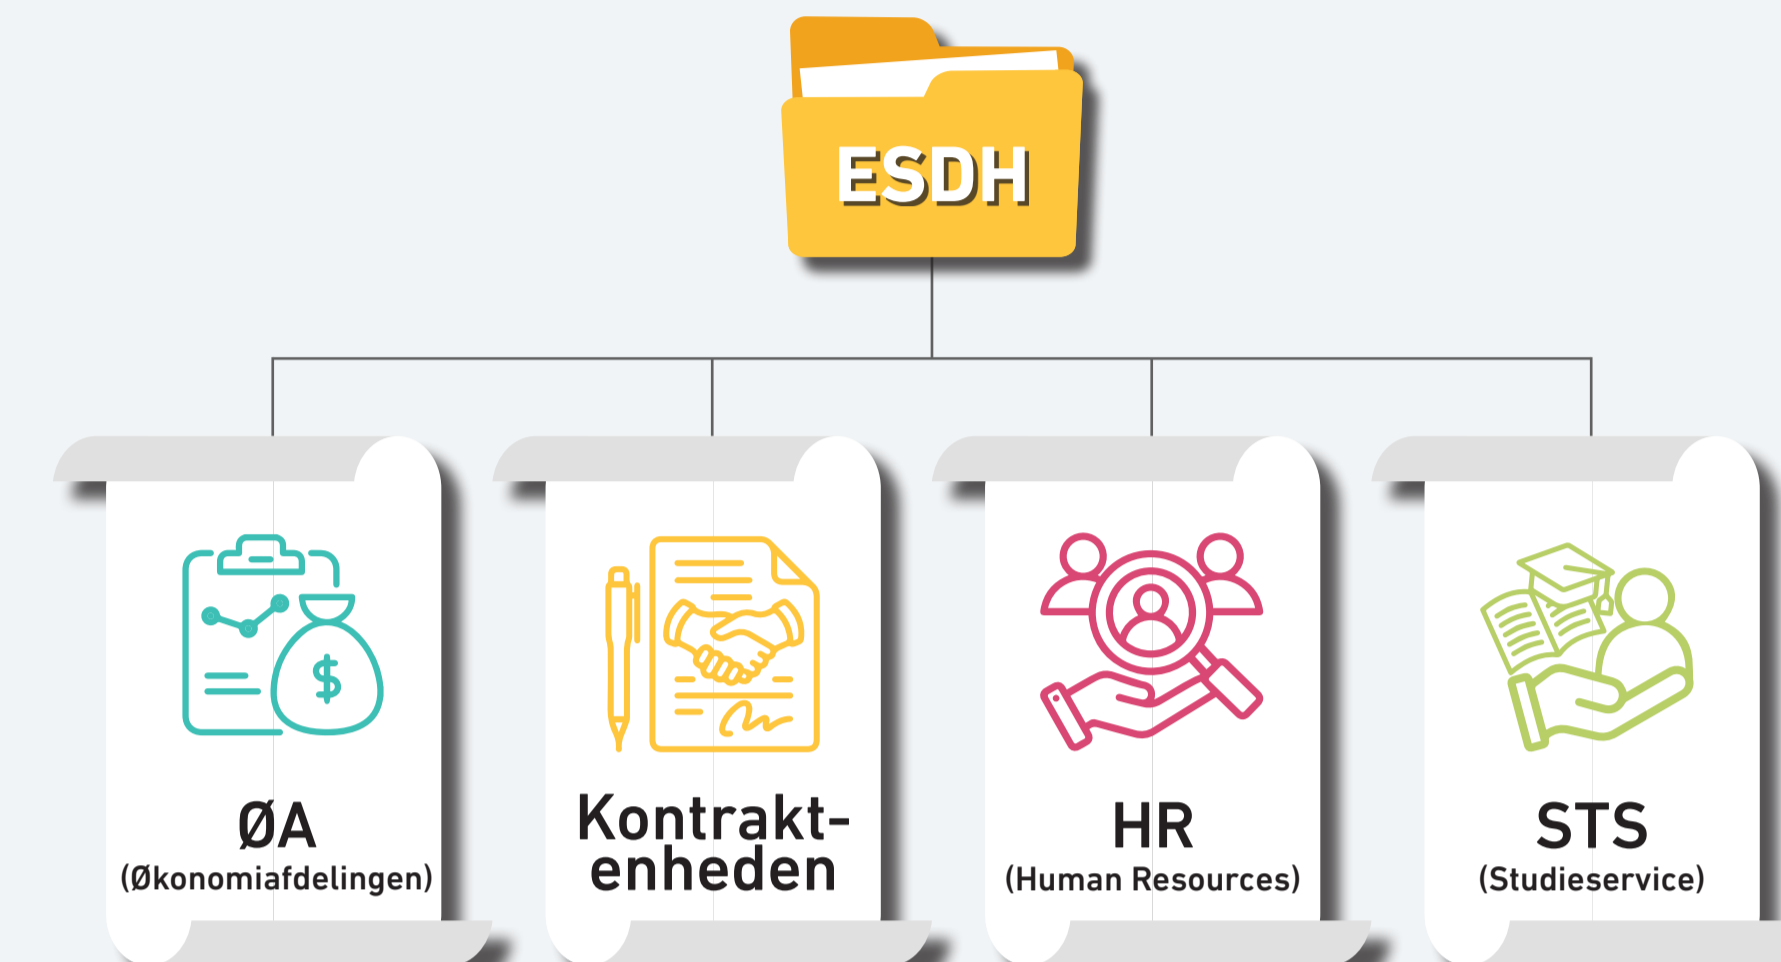 ESDH
ØA
(Økonomiafdelingen)
Kontrakt-
enheden
HR
(Human Resources)
STS
(Studieservice)